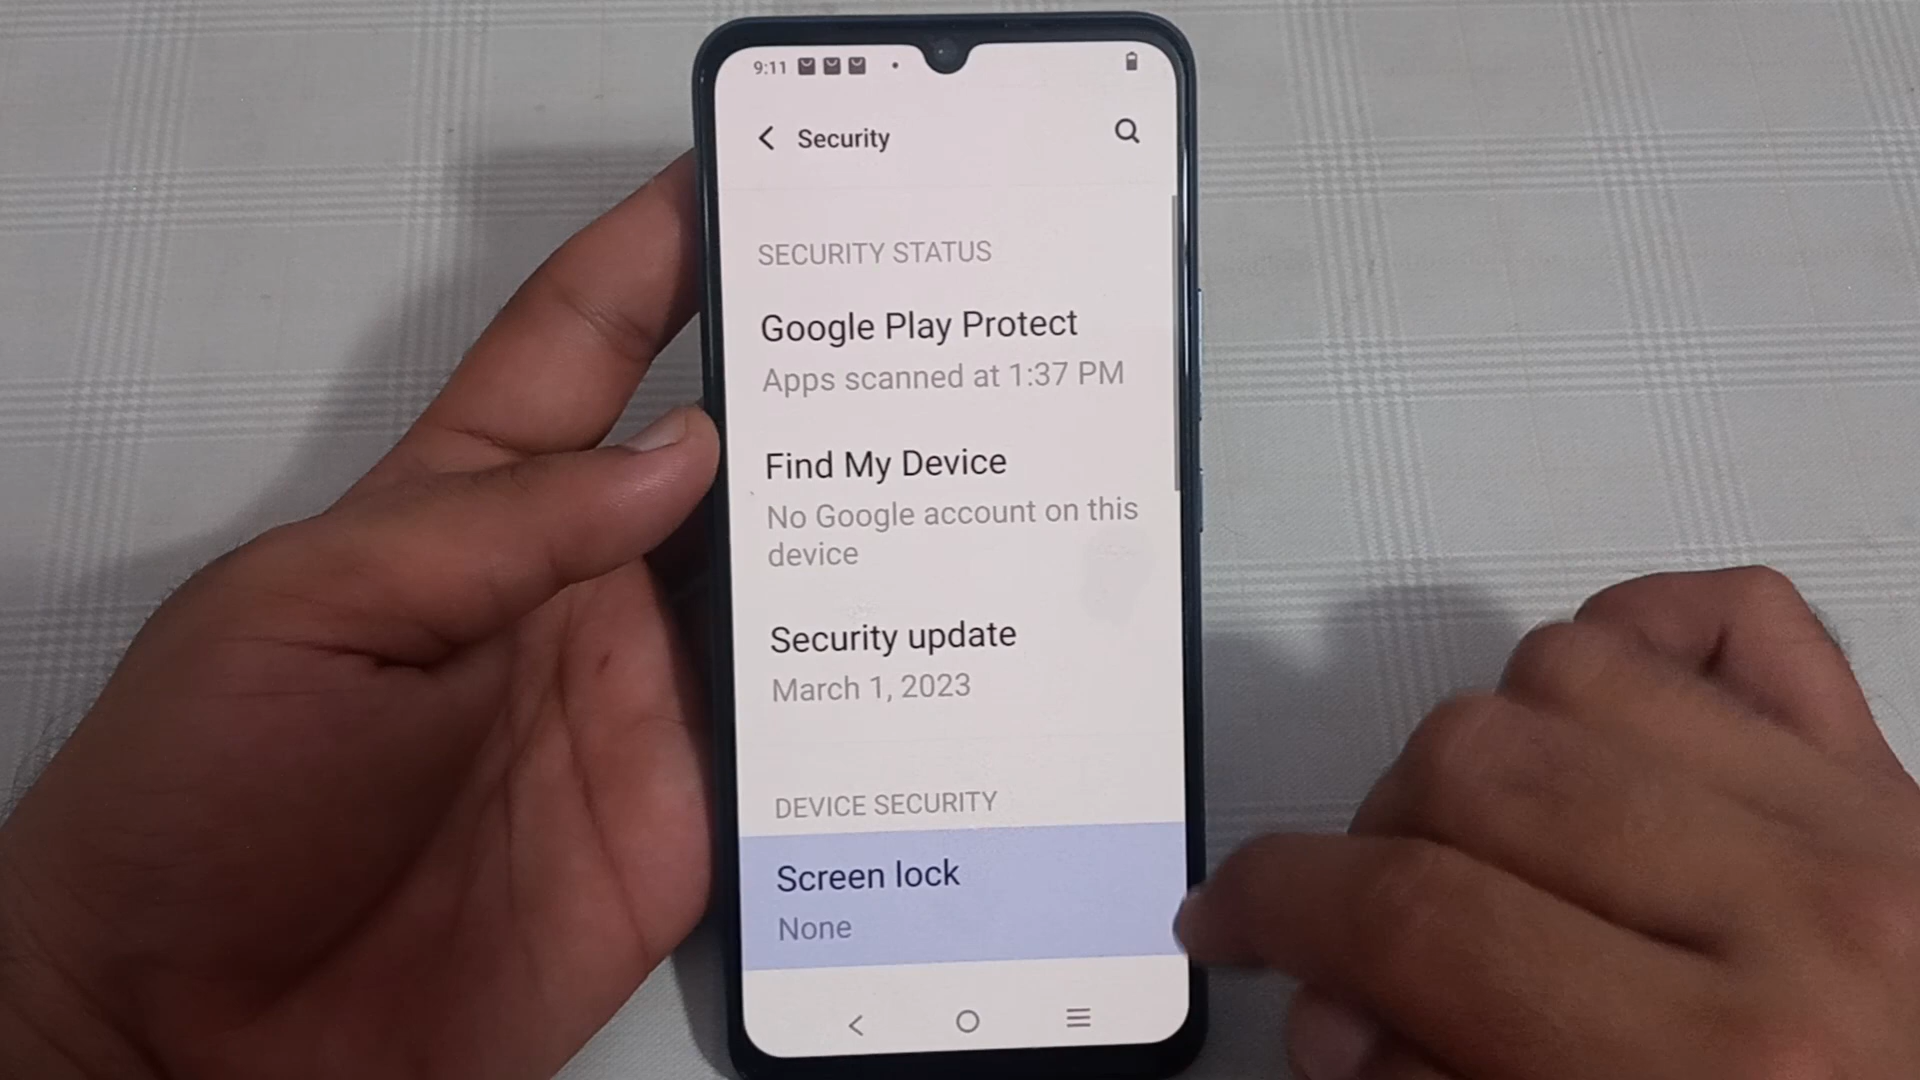 9:11
Security
SECURITY STATUS
Google Play Protect
Apps scanned at 1:37 PM
Find My Device
No Google account on this
device
Security update
March 1, 2023
DEVICE SECURITY
Screen lock
None